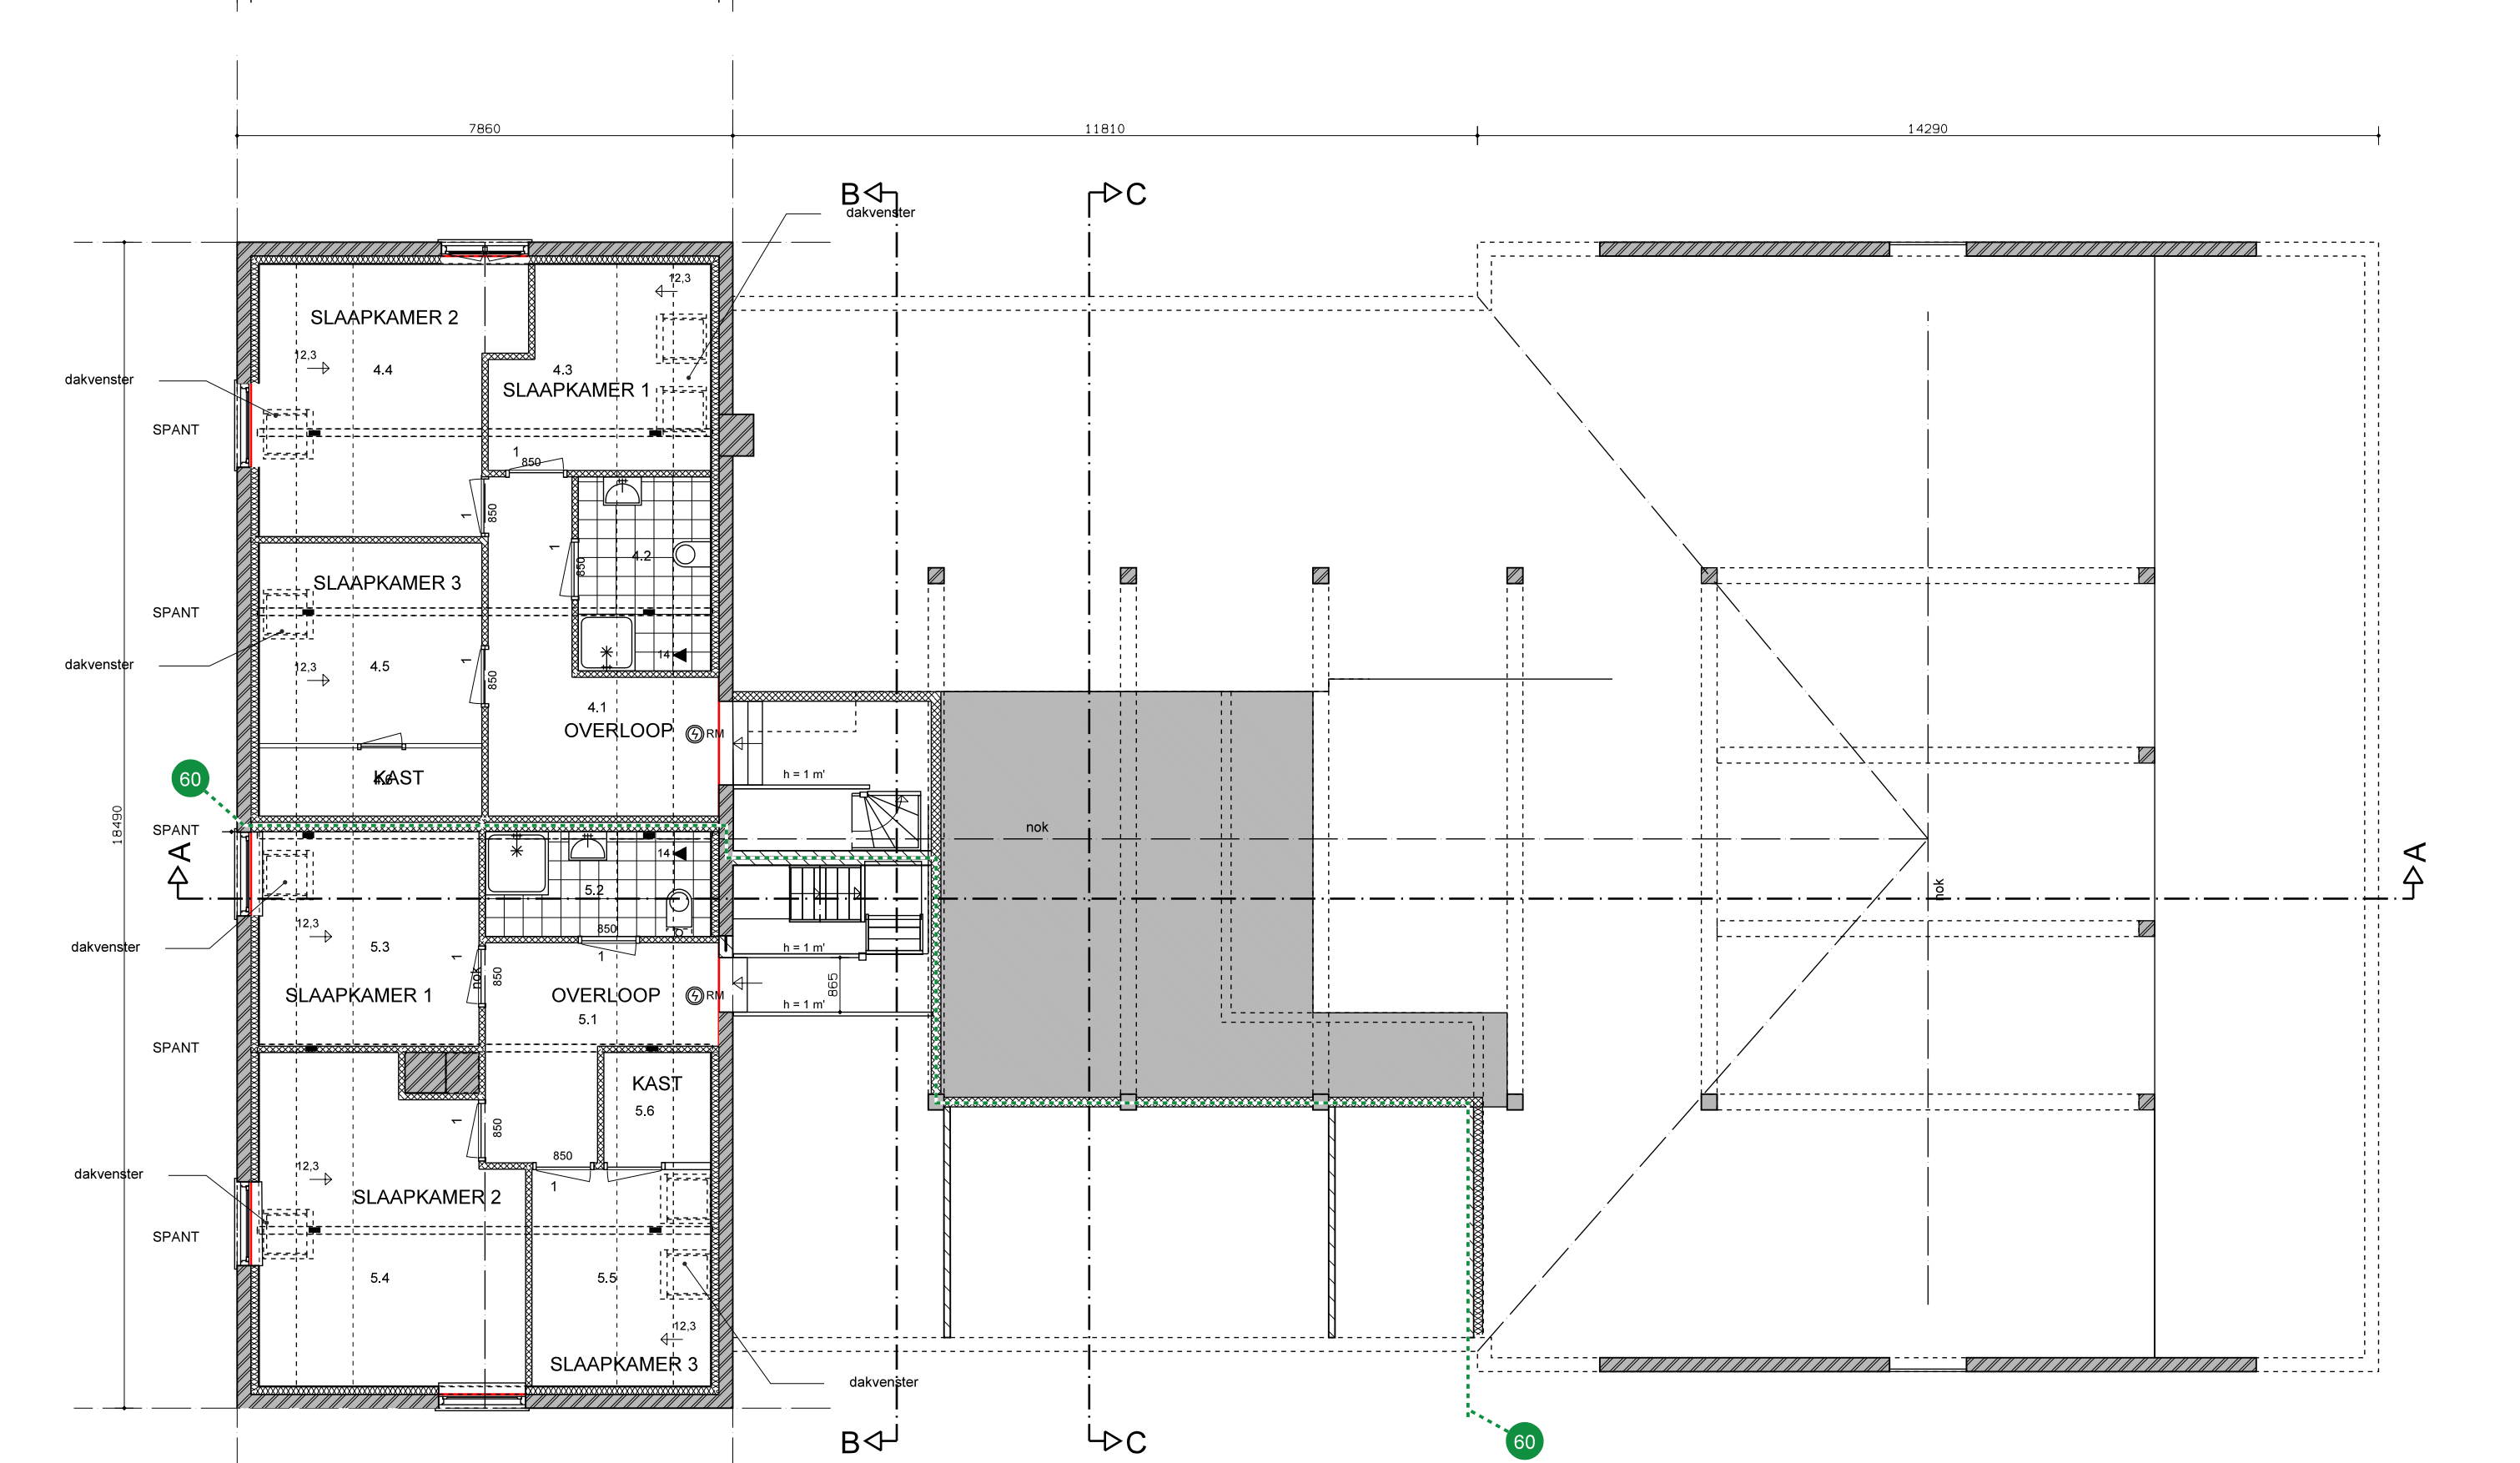 7860
11810
14290
B
C
dakvenster
12,3
SLAAPKAMER 2
12,3
4.4
4.3
dakvenster
SLAAPKAMER 1
SPANT
1
850
1
850
1
850
4.2
SLAAPKAMER 3
SPANT
14
dakvenster
12,3
4.5
1
850
4.1
OVERLOOP
RM
h = 1 m'
60
KAST
18490
SPANT
nok
A
A
14
5.2
nok
850
12,3
5.3
dakvenster
1
1
h = 1 m'
nok
850
865
SLAAPKAMER 1
OVERLOOP
RM
h = 1 m'
5.1
SPANT
KAST
5.6
1
850
850
dakvenster
12,3
1
SLAAPKAMER 2
SPANT
5.4
5.5
12,3
SLAAPKAMER 3
dakvenster
B
C
60